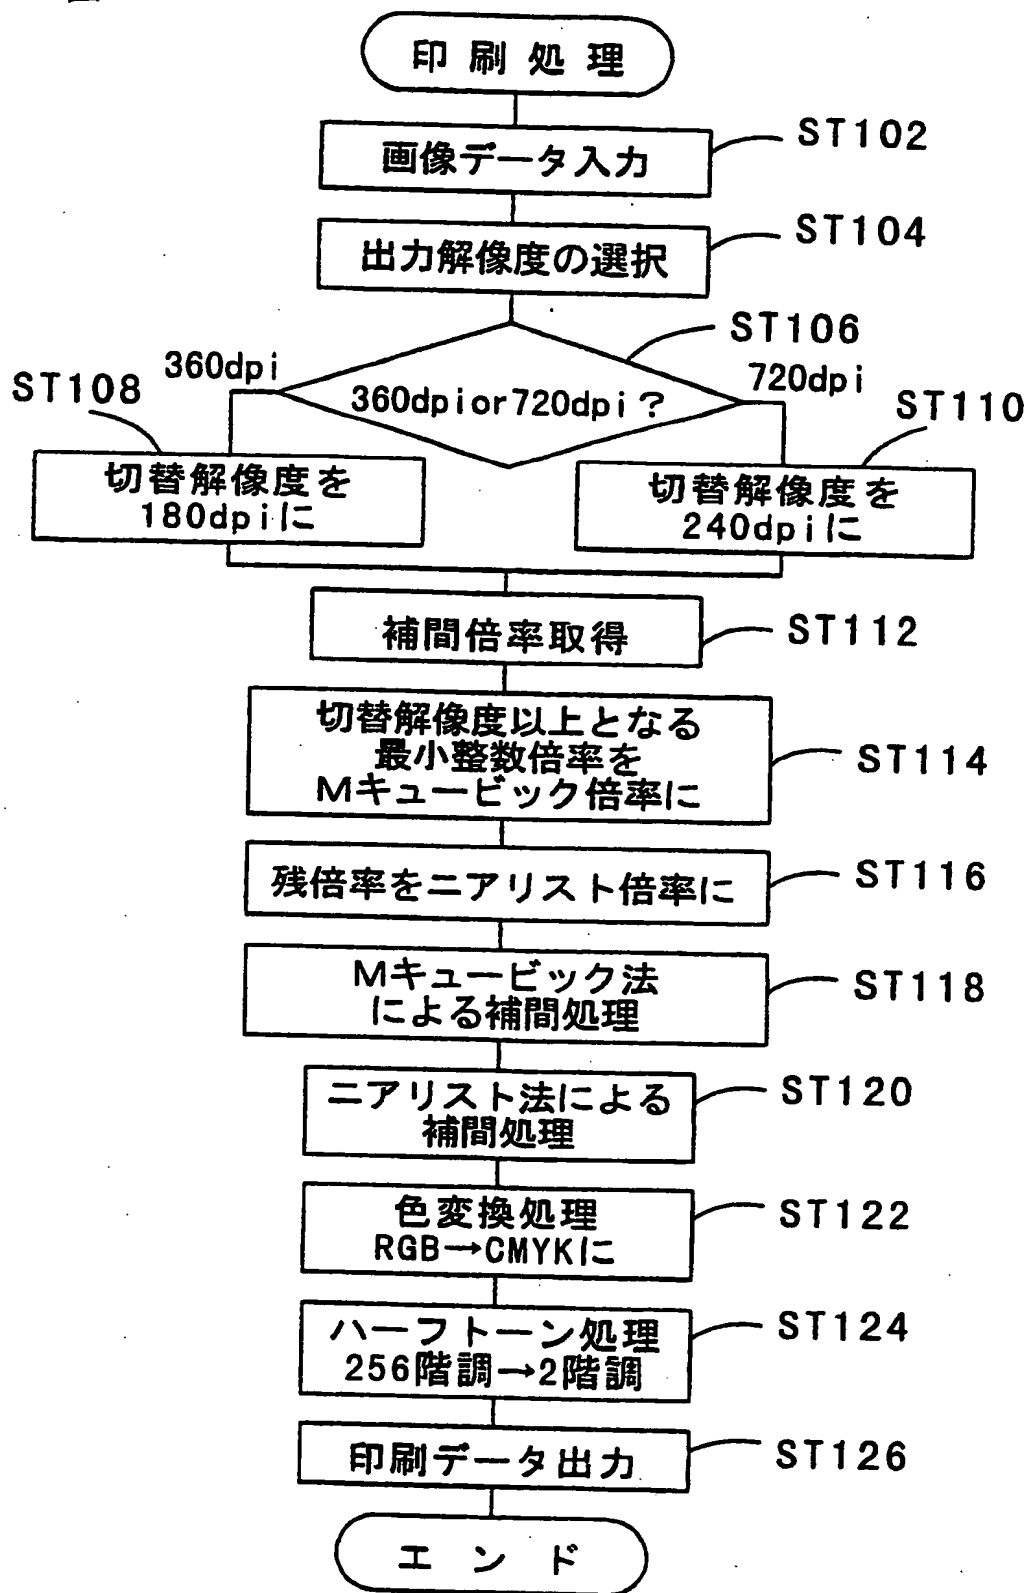 印刷処理
画像データ入力
ST102
出力解像度の選択
ST104
ST106
360dpi
720dpi
360dpior720dpi?
ST108
ST110
切替解像度を
180dpiに
切替解像度を
240dpiに
補間倍率取得
ST112
切替解像度以上となる
最小整数倍率を
Mキュービック倍率に
ST114
残倍率をニアリスト倍率に
ST116
Mキュービック法
による補間処理
ST118
ニアリスト法による
補間処理
ST120
色変換処理
RGB→CMYKに
ST122
ハーフトーン処理
256階調→2階調
ST124
印刷データ出力
ST126
エンド